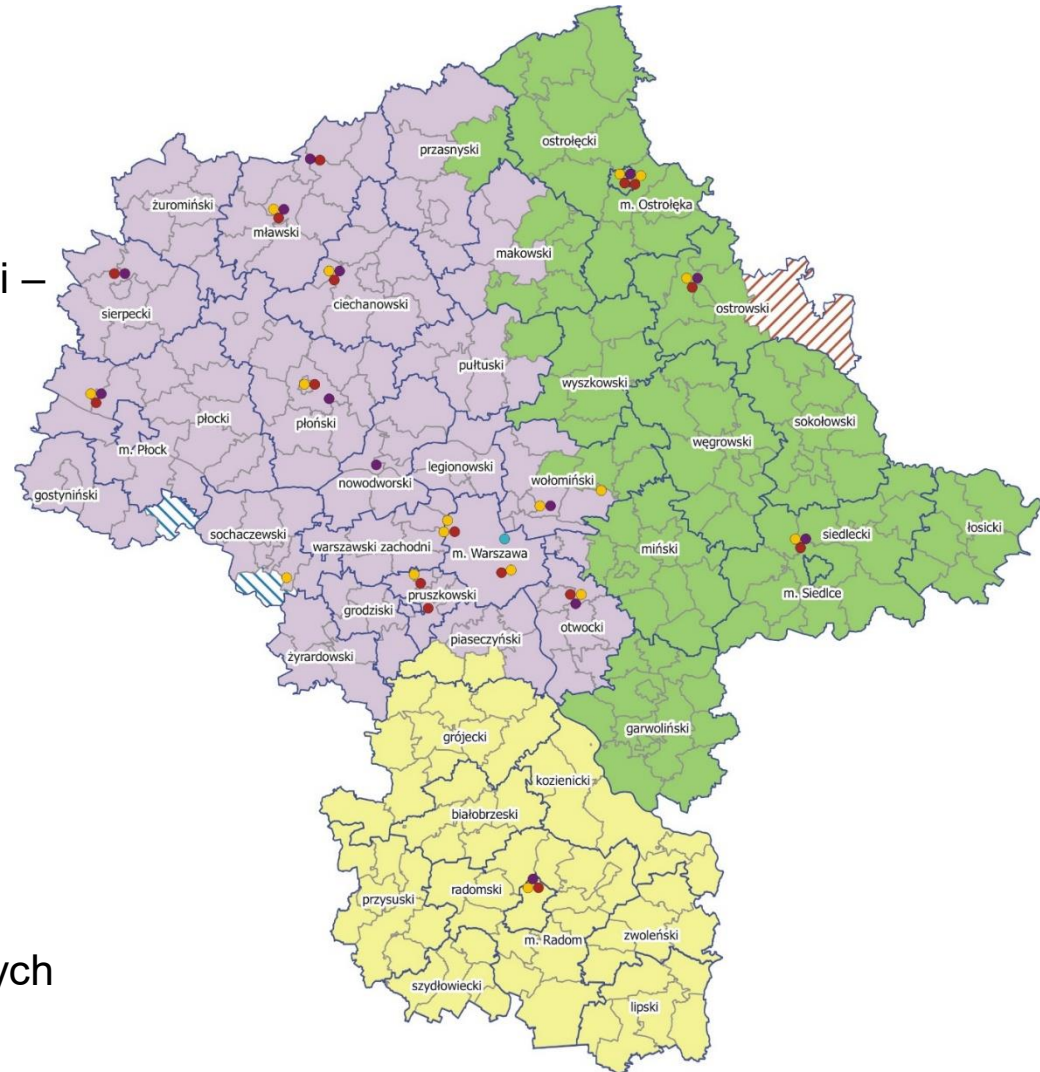 ostrołęcki
przasnyski
żuromiński
m. Ostrołęka
mławski
makowski
i –
ciechanowski
sierpecki
ostrowski
pułtuski
wyszkowski
płocki
płoński
sokołowski
węgrowski
m. Płock
legionowski
nowodworski
wołomiński
gostyniński
sochaczewski
siedlecki
łosicki
warszawski zachodni
m. Warszawa
miński
m. Siedlce
pruszkowski
grodziski
otwocki
piaseczyński
żyrardowski
garwoliński
grójecki
kozienicki
białobrzeski
radomski
przysuski
m. Radom
zwoleński
ych
szydłowiecki
lipski